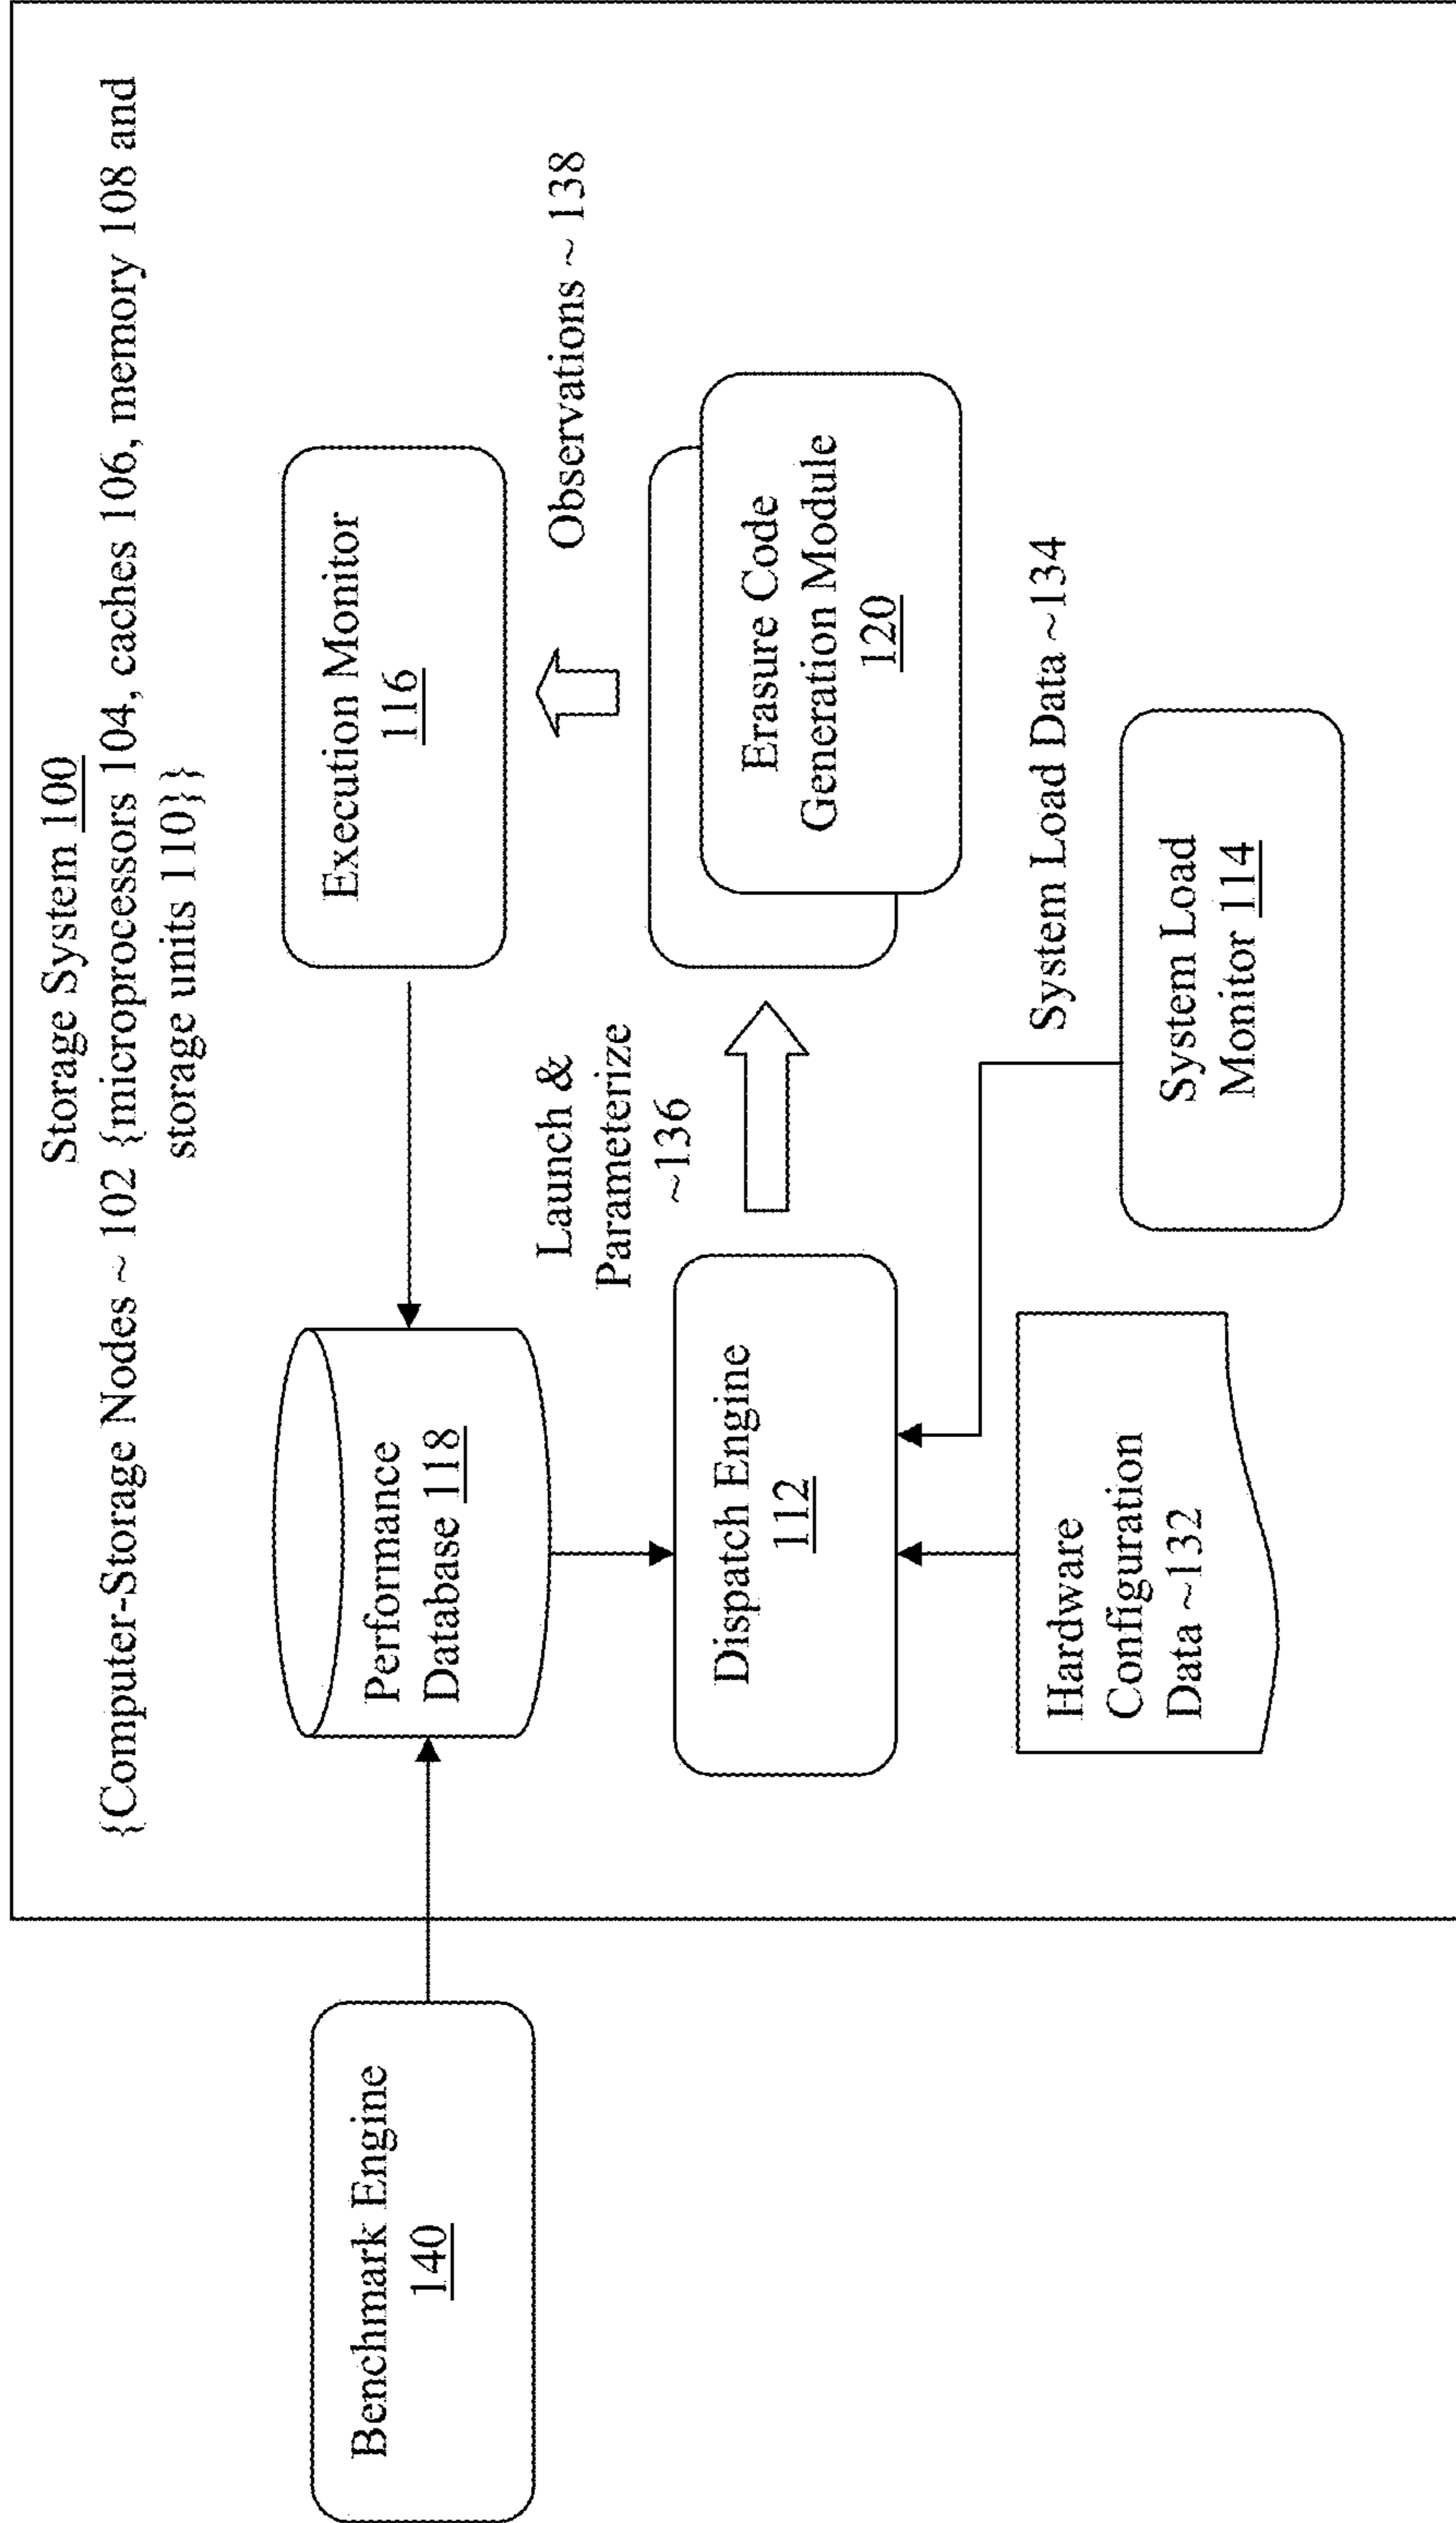 Storage System 100
{Computer-Storage Nodes ~ 102 {microprocessors 104, caches 106, memory 108 and
storage units 110}}
Benchmark Engine
140
Performance
Database 118
Execution Monitor
116
Launch &
Parameterize
~136
Observations ~ 138
Dispatch Engine
112
Erasure Code
Generation Module
120
System Load Data ~134
Hardware
Configuration
Data ~132
System Load
Monitor 114